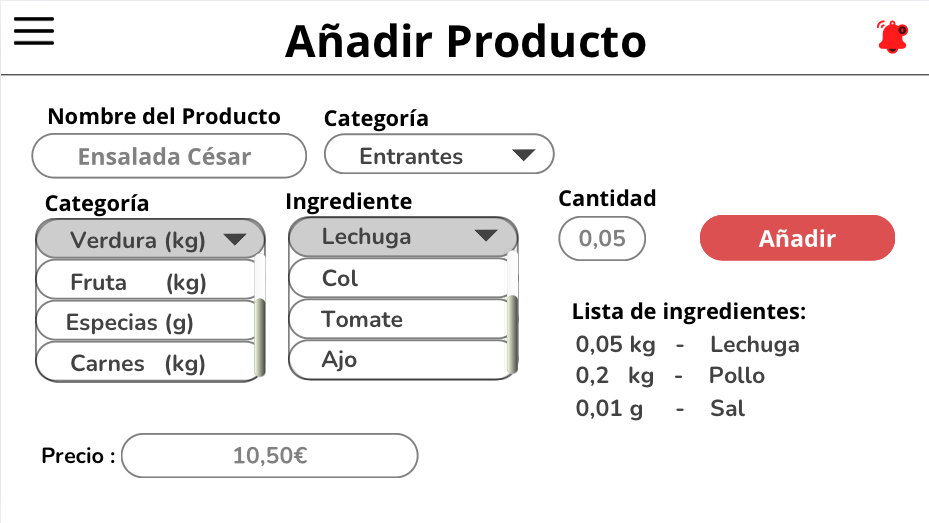 Añadir Producto
Nombre del Producto
Categoría
Ensalada César
Entrantes
Categoría
Ingrediente
Cantidad
Verdura (kg)
Lechuga
0,05
Añadir
Fruta (kg)
Col
Especias (g)
Tomate
Carnes (kg)
Ajo
Lista de ingredientes:
0,05 kg - Lechuga
0,2 kg - Pollo
0,01 g - Sal
Precio : 10,50€